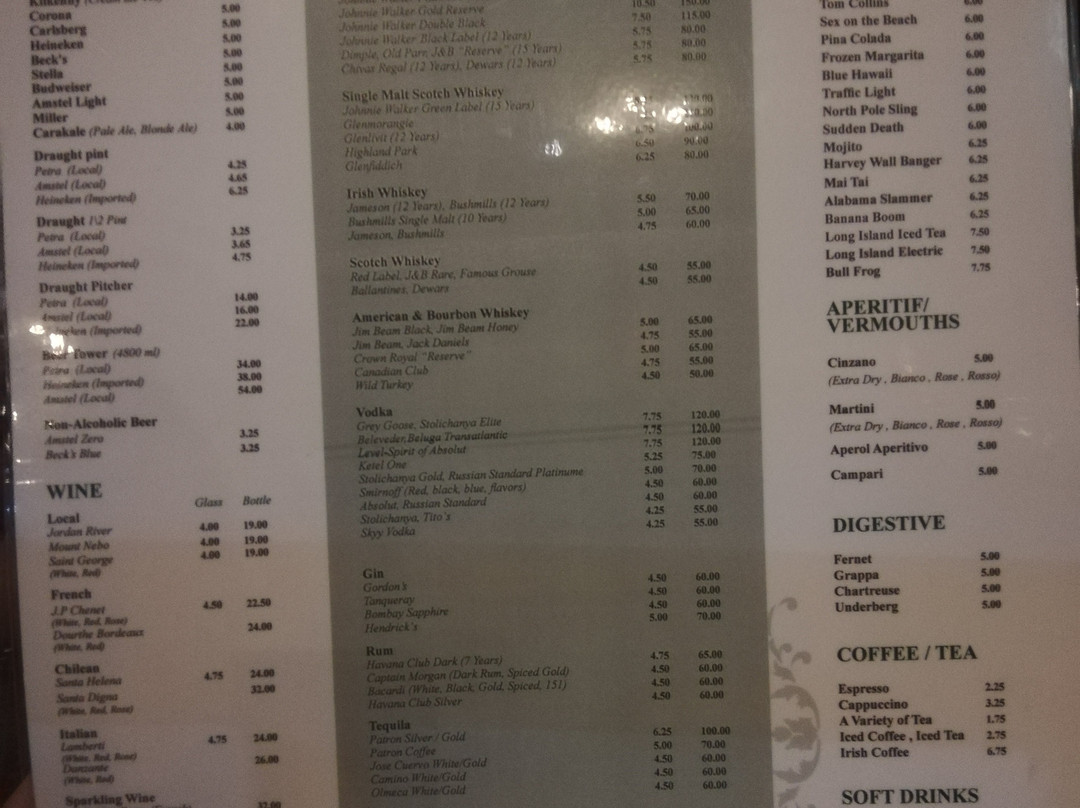 Corona 5.00
Carlsberg 5.00
Heineken 5.00
Beck's 5.00
Stella 5.00
Budweiser 5.00
Amstel Light 5.00
Miller 5.00
Carakale (Pale Ale, Blonde Ale) 4.00
Draught pint
Petra (Local) 4.25
Amstel (Local) 4.65
Heineken (Imported) 6.25
Draught 1\2 Pint
Petra (Local) 3.25
Amstel (Local) 3.65
Heineken (Imported) 4.75
Draught Pitcher
Petra (Local) 14.00
Amstel (Local) 16.00
(Imported) 22.00
Beer Tower (4800 ml)
Petra (Local) 34.00
Heineken (Imported) 38.00
Amstel (Local) 54.00
Non-Alcoholic Beer
Amstel Zero 3.25
Beck's Blue 3.25
WINE
Glass Bottle
Local
Jordan River 4.00 19.00
Mount Nebo 4.00 19.00
Saint George 4.00 19.00
(White, Red)
French
J.P Chenet 4.50 22.50
(White, Red, Rose)
Dourthe Bordeaux 24.00
(White, Red)
Chilean
Santa Helena 4.75 24.00
Santa Digna 32.00
(White, Red, Rose)
Italian
Lamberti 4.75 24.00
(White, Red, Rose)
Danzante 26.00
(White, Red)
Sparkling Wine
Johnnie Walker Gold Reserve 10.50 150.00
Johnnie Walker Double Black 7.50 115.00
Johnnie Walker Black Label (12 Years) 5.75 80.00
Dimple, Old Parr, J&B "Reserve" (15 Years) 5.75 80.00
Chivas Regal (12 Years), Dewars (12 Years) 5.75 80.00
Single Malt Scotch Whiskey
Johnnie Walker Green Label (15 Years)
Glenmorangie
Glenlivit (12 Years) 6.75 100.00
Highland Park 6.50 90.00
Glenfiddich 6.25 80.00
Irish Whiskey
Jameson (12 Years), Bushmills (12 Years) 5.50 70.00
Bushmills Single Malt (10 Years) 5.00 65.00
Jameson, Bushmills 4.75 60.00
Scotch Whiskey
Red Label, J&B Rare, Famous Grouse 4.50 55.00
Ballantines, Dewars 4.50 55.00
American & Bourbon Whiskey
Jim Beam Black, Jim Beam Honey 5.00 65.00
Jim Beam, Jack Daniels 4.75 55.00
Crown Royal "Reserve" 5.00 65.00
Canadian Club 4.75 55.00
Wild Turkey 4.50 50.00
Vodka
Grey Goose, Stolichanya Elite 7.75 120.00
Beleveder, Beluga Transatlantic 7.75 120.00
Level-Spirit of Absolut 7.75 120.00
Ketel One 5.25 75.00
Stolichanya Gold, Russian Standard Platinume 5.00 70.00
Smirnoff (Red, black, blue, flavors) 4.50 60.00
Absolut, Russian Standard 4.50 60.00
Stolichanya, Tito's 4.25 55.00
Skyy Vodka 4.25 55.00
Gin
Gordon's 4.50 60.00
Tanqueray 4.50 60.00
Bombay Sapphire 4.50 60.00
Hendrick's 5.00 70.00
Rum
Havana Club Dark (7 Years) 4.75 65.00
Captain Morgan (Dark Rum, Spiced Gold) 4.50 60.00
Bacardi (White, Black, Gold, Spiced, 151) 4.50 60.00
Havana Club Silver 4.50 60.00
Tequila
Patron Silver / Gold 6.25 100.00
Patron Coffee 5.00 70.00
Jose Cuervo White/Gold 4.50 60.00
Camino White/Gold 4.50 60.00
Olmeca White/Gold 4.50 60.00
Tom Collins 6.00
Sex on the Beach 6.00
Pina Colada 6.00
Frozen Margarita 6.00
Blue Hawaii 6.00
Traffic Light 6.00
North Pole Sling 6.00
Sudden Death 6.00
Mojito 6.25
Harvey Wall Banger 6.25
Mai Tai 6.25
Alabama Slammer 6.25
Banana Boom 6.25
Long Island Iced Tea 7.50
Long Island Electric 7.50
Bull Frog 7.75
APERITIF/
VERMOUTHS
Cinzano 5.00
(Extra Dry , Bianco , Rose , Rosso)
Martini 5.00
(Extra Dry , Bianco , Rose , Rosso)
Aperol Aperitivo 5.00
Campari 5.00
DIGESTIVE
Fernet 5.00
Grappa 5.00
Chartreuse 5.00
Underberg 5.00
COFFEE / TEA
Espresso 2.25
Cappuccino 3.25
A Variety of Tea 1.75
Iced Coffee , Iced Tea 2.75
Irish Coffee 6.75
SOFT DRINKS